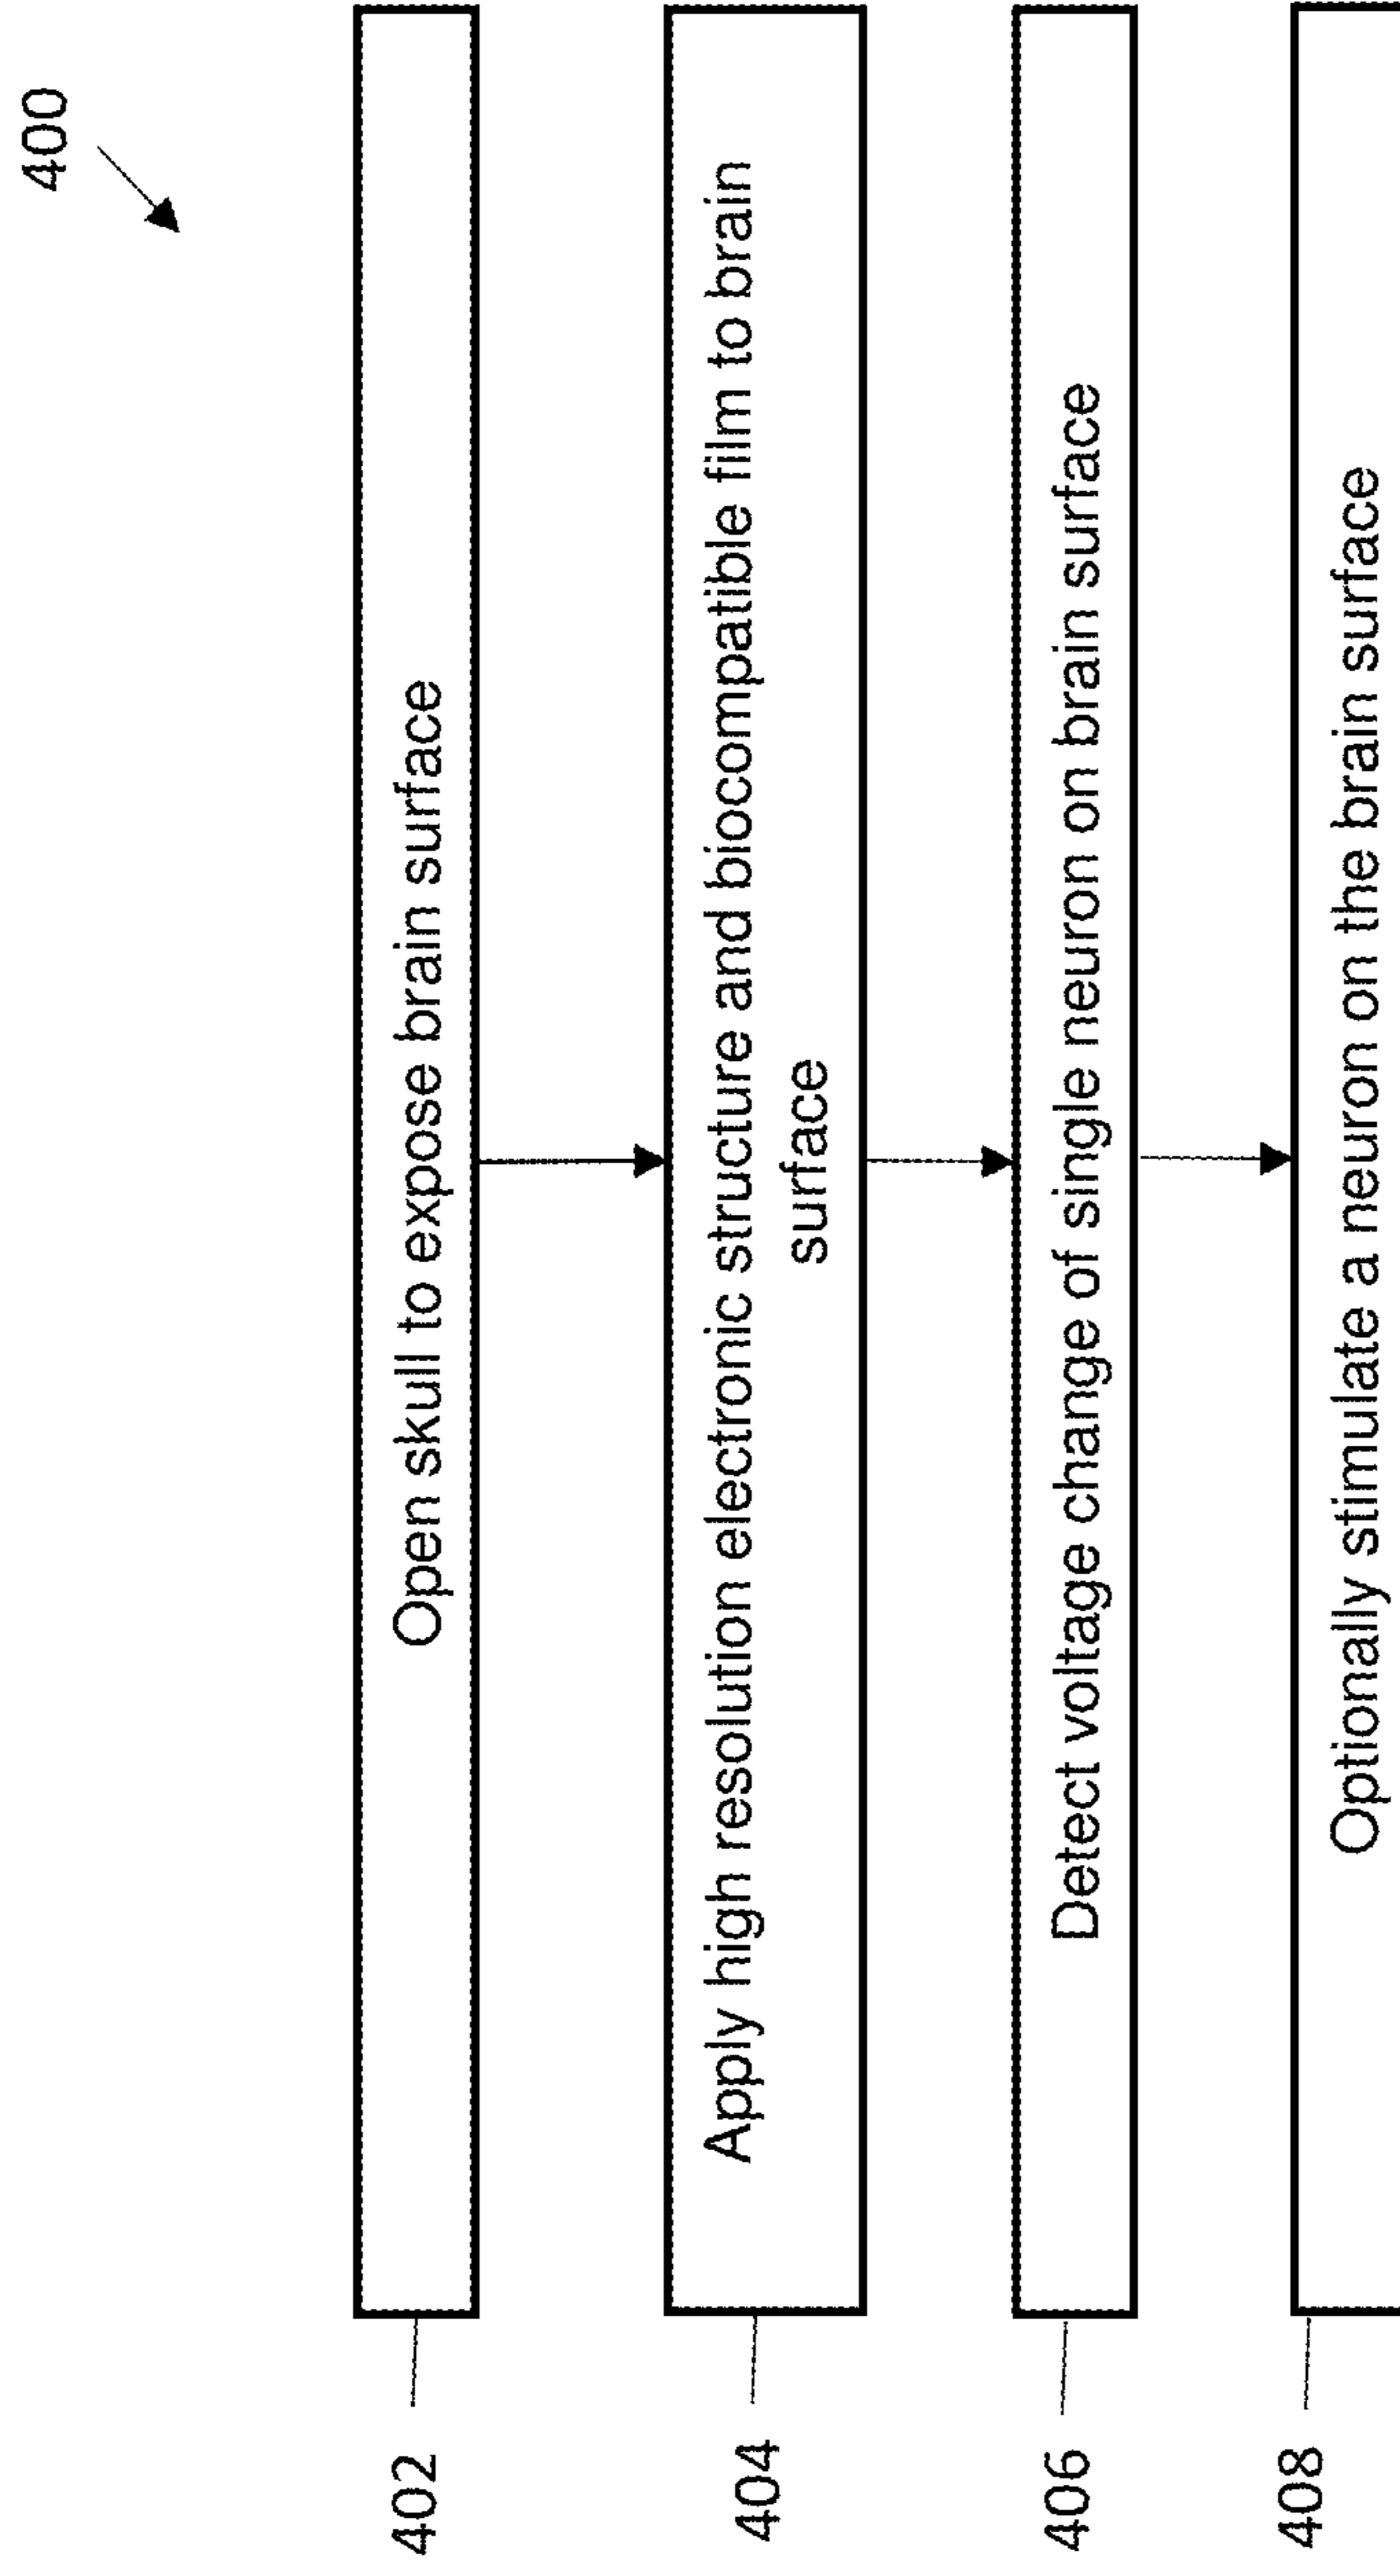 400
402
Open skull to expose brain surface
404
Apply high resolution electronic structure and biocompatible film to brain
surface
406
Detect voltage change of single neuron on brain surface
408
Optionally stimulate a neuron on the brain surface